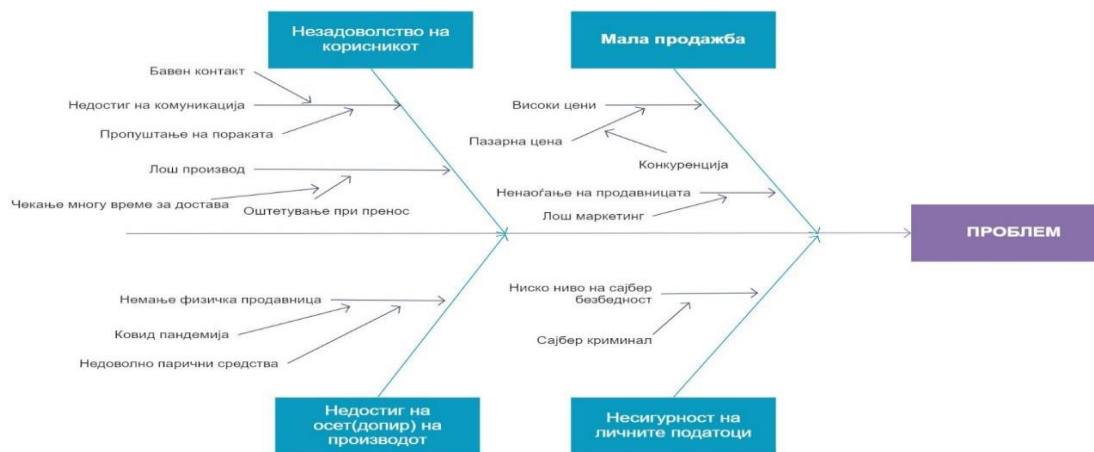 Незадоволство на
корисникот
Мала продажба
Бавен контакт
Недостиг на комуникација
Пропуштање на пораката
Лош производ
Чекање многу време за достава
Оштетување при пренос
Високи цени
Пазарна цена
Конкуренција
Ненаоѓање на продавницата
Лош маркетинг
ПРОБЛЕМ
Немање физичка продавница
Ковид пандемија
Недоволно парични средства
Ниско ниво на сајбер
безбедност
Сајбер криминал
Недостиг на
осет(допир) на
производот
Несигурност на
личните податоци